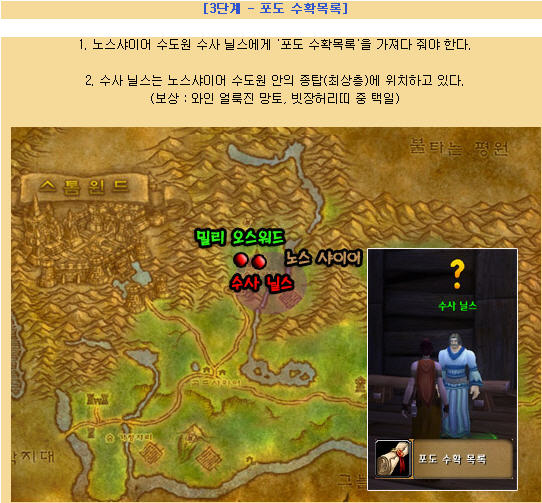 [3단계 - 포도 수확목록]
1. 노스샤이어 수도원 수사 닐스에게 '포도 수확목록'을 가져다 줘야 한다.
2. 수사 닐스는 노스샤이어 수도원 안의 종탑(최상층)에 위치하고 있다.
(보상 : 와인 얼룩진 망토, 빗장허리띠 중 택일)
불타는 평원
스톰윈드
밀리 오스워드
노스 샤이어
수사 닐스
수사 닐스
골드샤이어
포도 수확 목록